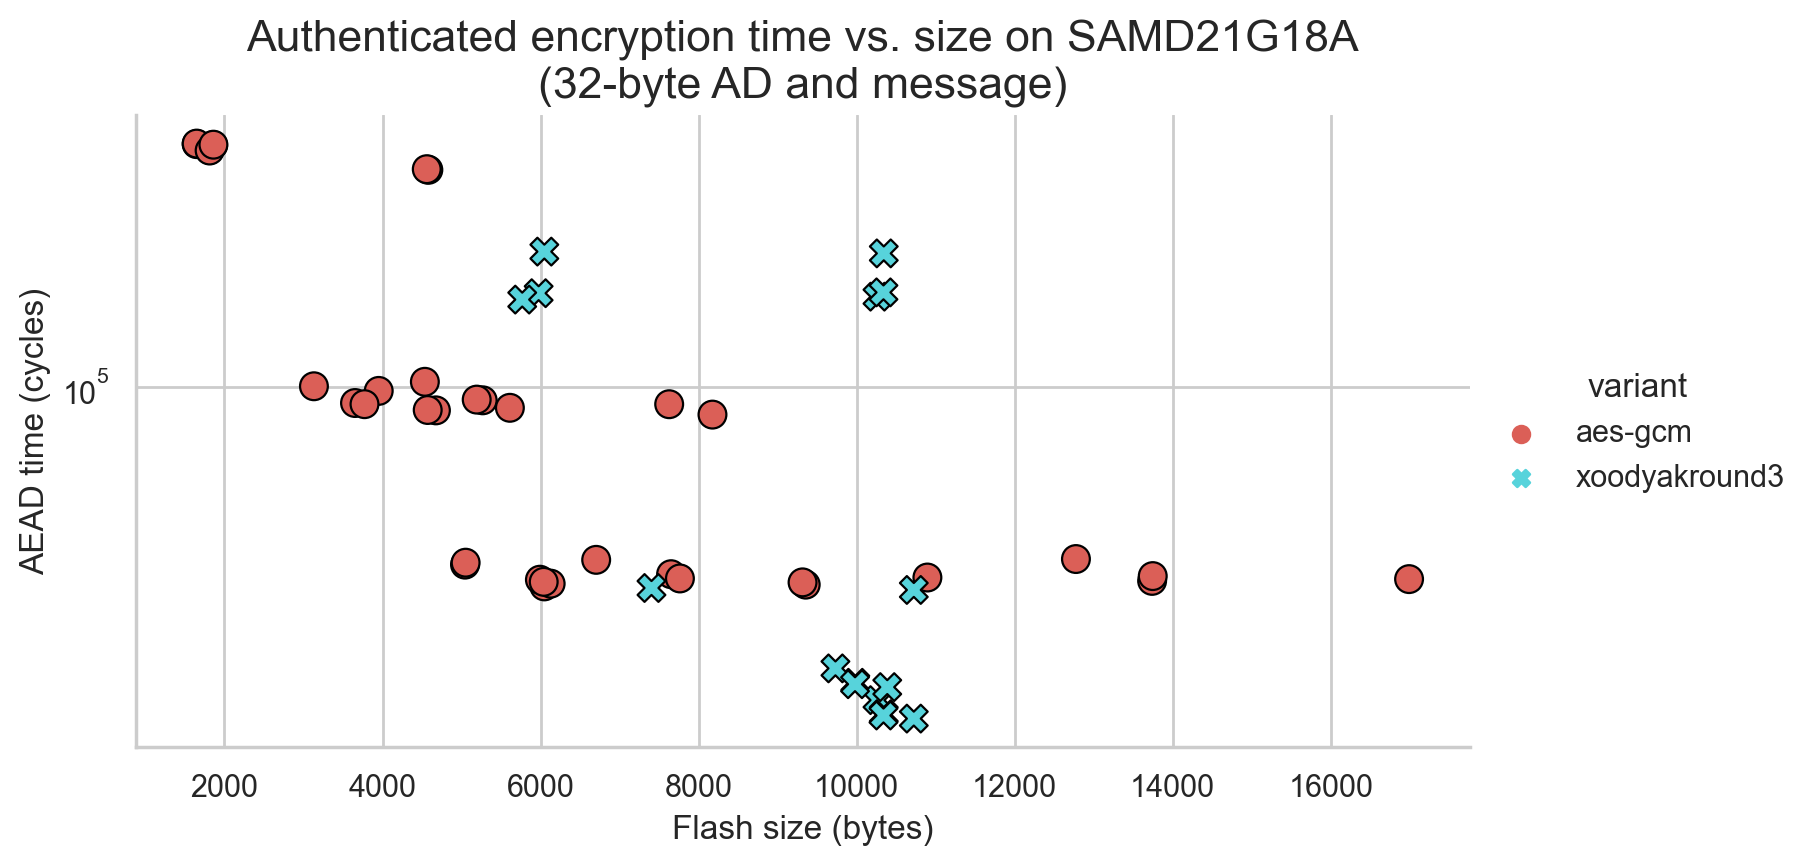 Authenticated encryption time vs. size on SAMD21G18A
(32-byte AD and message)
AEAD time (cycles)
10^5
variant
aes-gcm
xoodyakround3
2000 4000 6000 8000 10000 12000 14000 16000
Flash size (bytes)